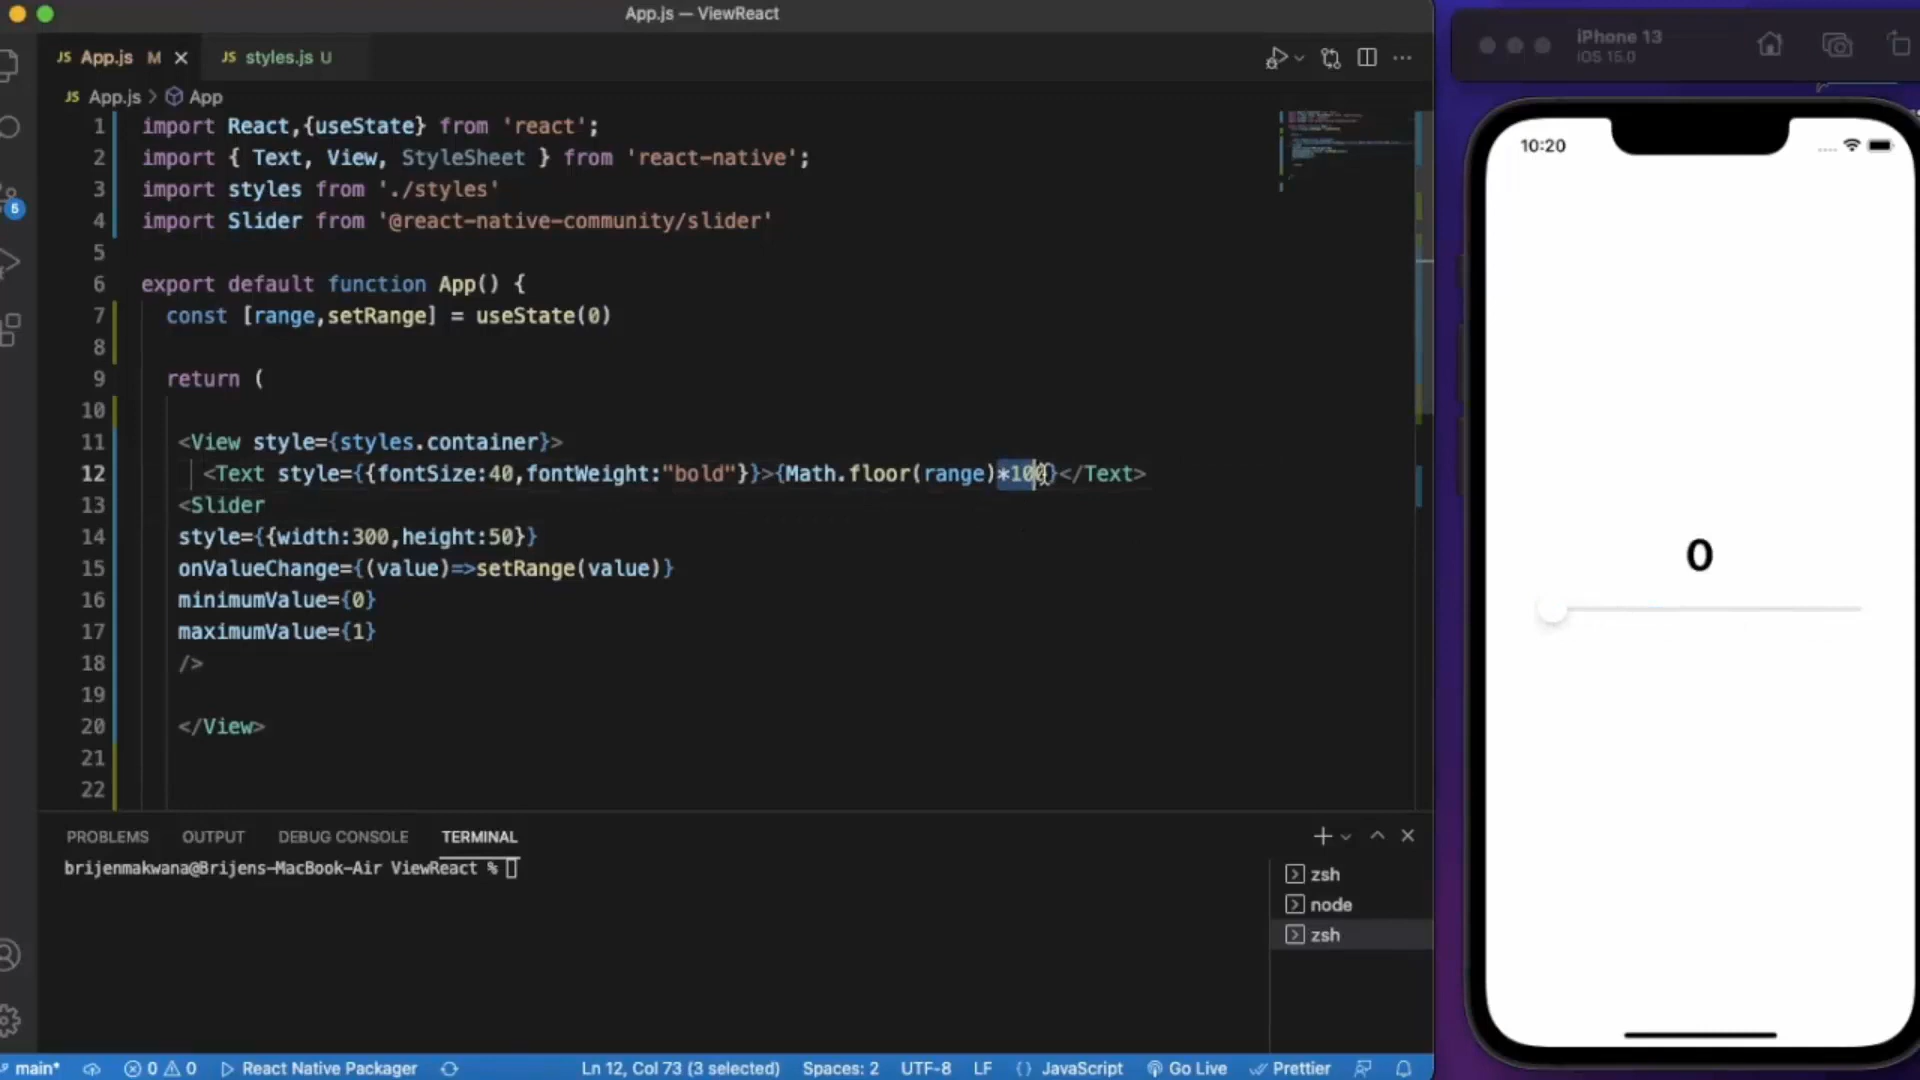 App.js — ViewReact
JS App.js M
JS styles.js U
JS App.js > App
1 import React,{useState} from 'react';
2 import { Text, View, StyleSheet } from 'react-native';
3 import styles from './styles'
4 import Slider from '@react-native-community/slider'
5
6 export default function App() {
7 const [range,setRange] = useState(0)
8
9 return (
10
11 <View style={styles.container}>
12 <Text style={{fontSize:40,fontWeight:"bold"}}>{Math.floor(range)*100}</Text>
13 <Slider
14 style={{width:300,height:50}}
15 onValueChange={(value)=>setRange(value)}
16 minimumValue={0}
17 maximumValue={1}
18 />
19
20 </View>
21
22
5
PROBLEMS OUTPUT DEBUG CONSOLE TERMINAL
brijenmakwana@Brijens-MacBook-Air ViewReact %
zsh
node
zsh
main* 0 0 React Native Packager Ln 12, Col 73 (3 selected) Spaces: 2 UTF-8 LF {} JavaScript Go Live Prettier
iPhone 13
iOS 15.0
10:20
0